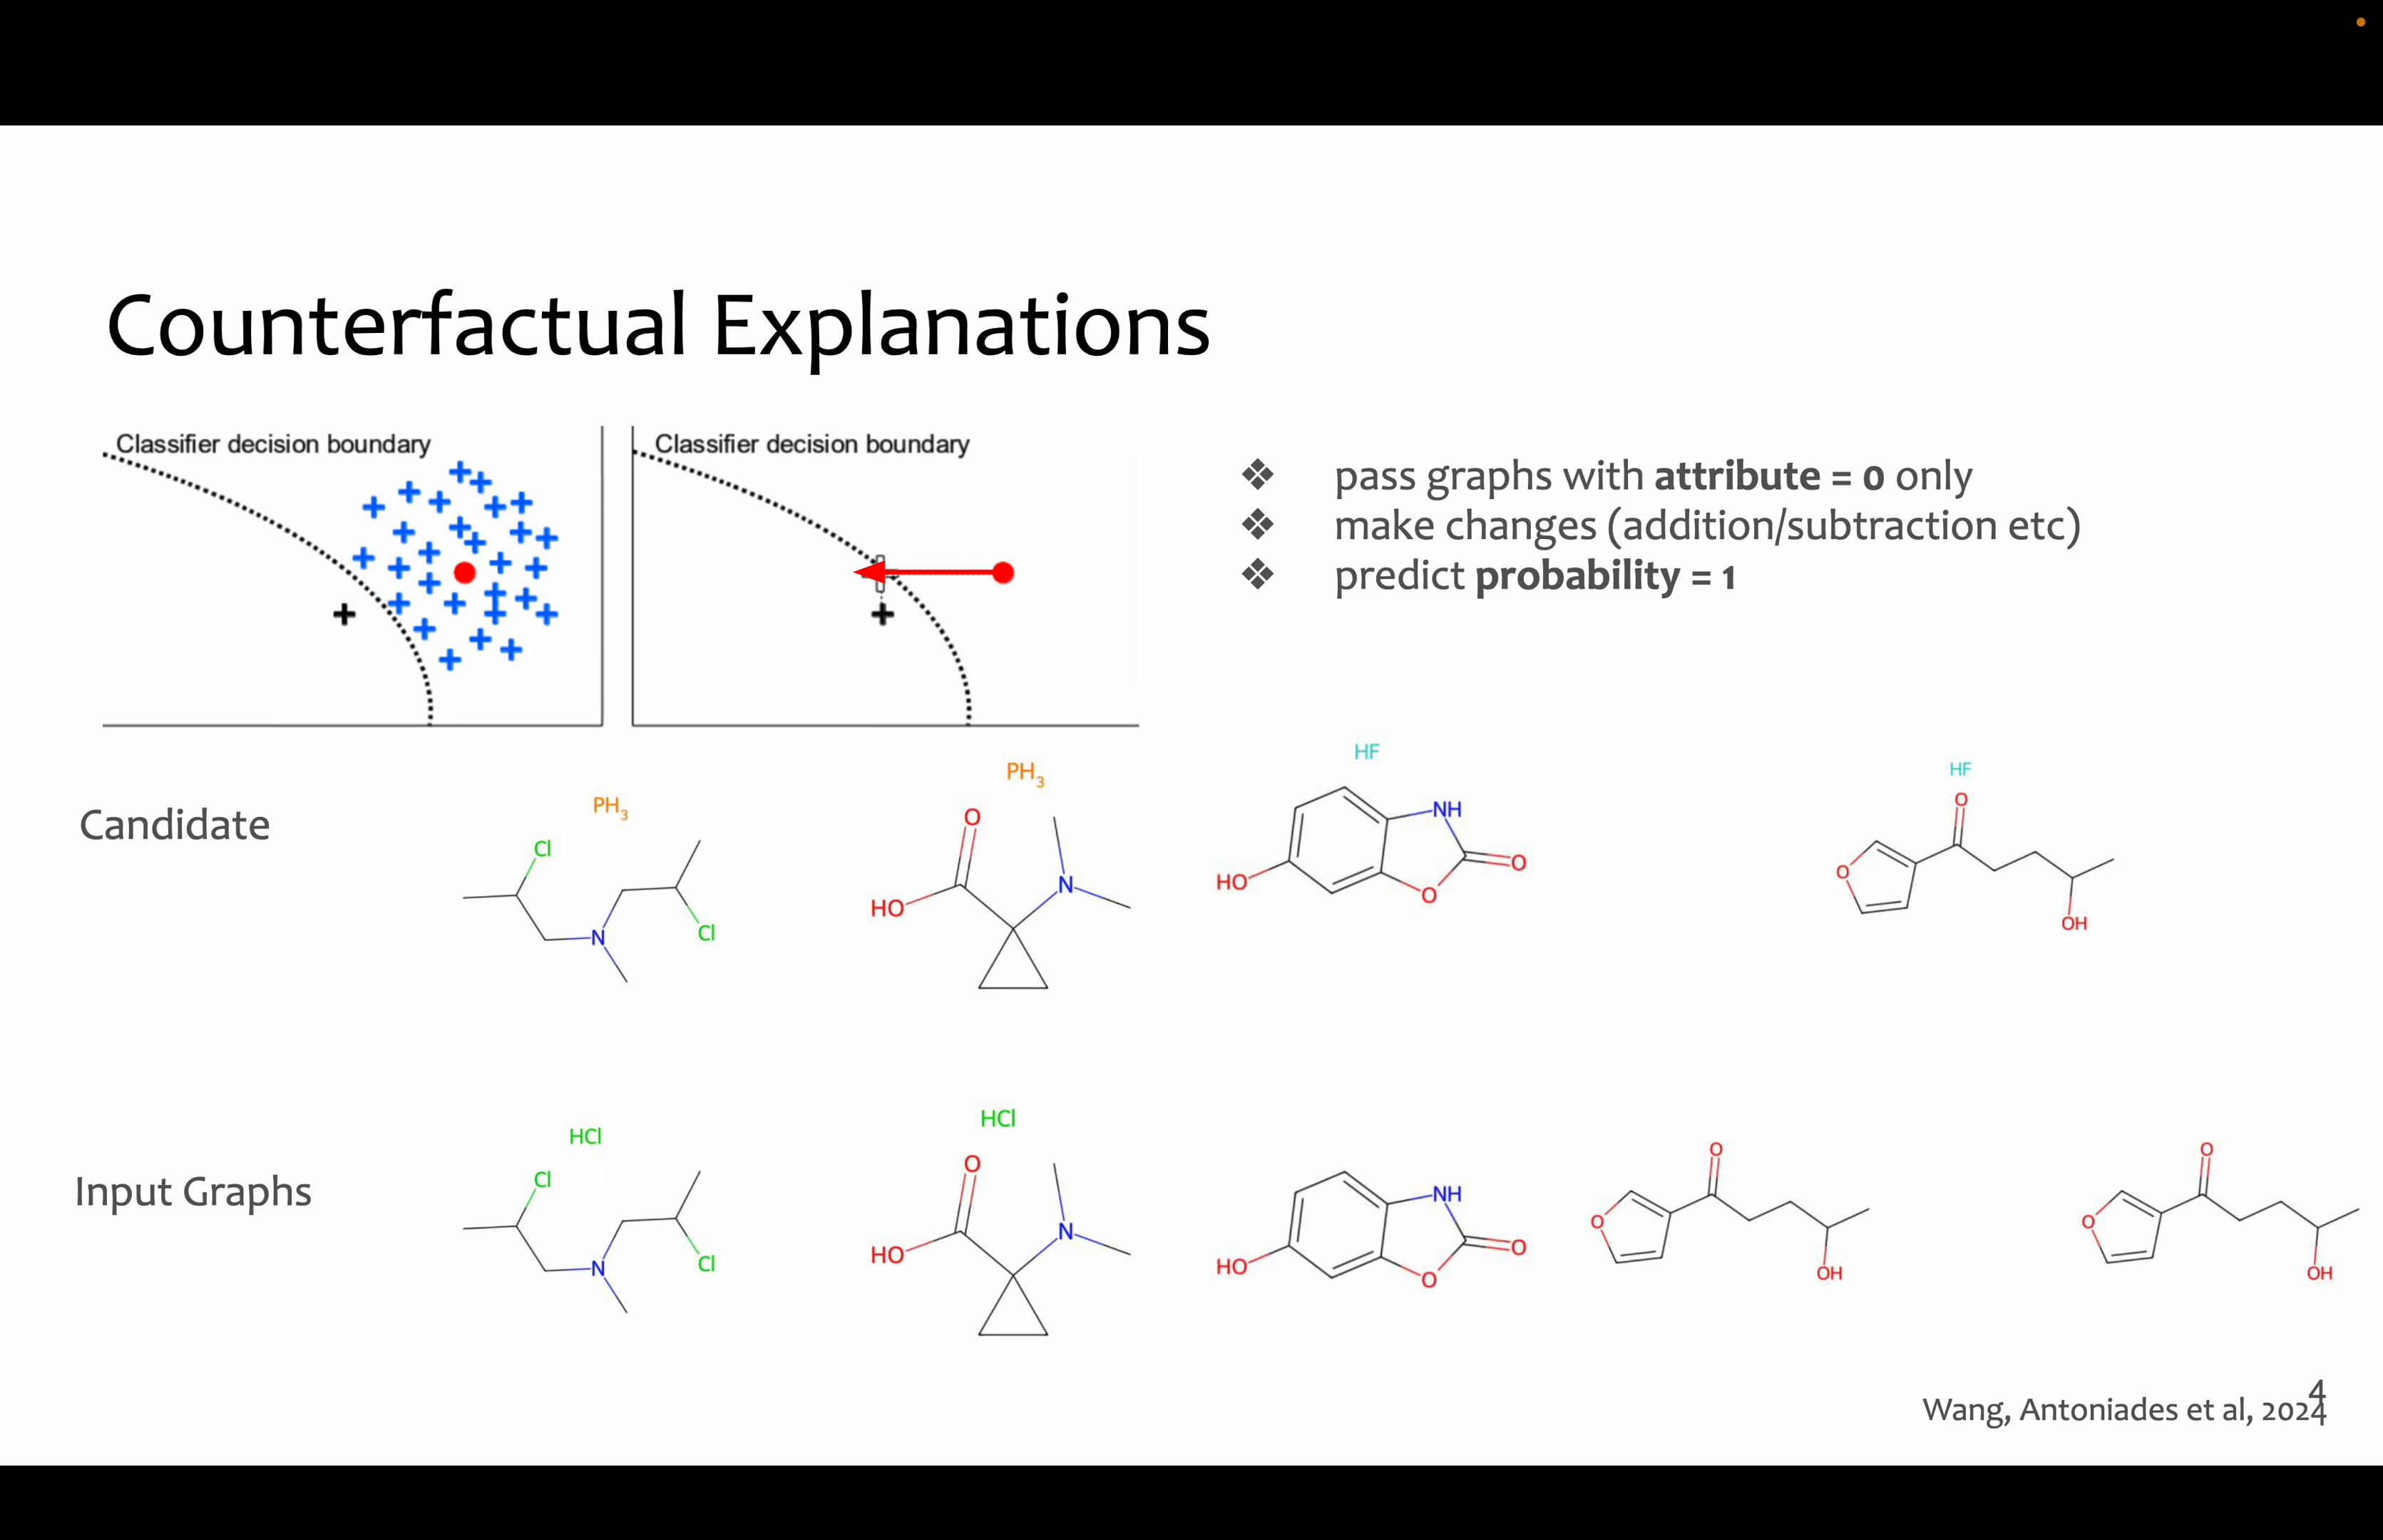 Counterfactual Explanations
Classifier decision boundary
Classifier decision boundary
❖ pass graphs with attribute = 0 only
❖ make changes (addition/subtraction etc)
❖ predict probability = 1
Candidate
PH3
Cl
N
Cl
PH3
O
HO
N
HF
NH
HO
O
O
HF
O
O
OH
Input Graphs
HCl
Cl
N
Cl
HCl
O
HO
N
NH
HO
O
O
O
O
OH
O
O
OH
4
Wang, Antoniades et al, 2024